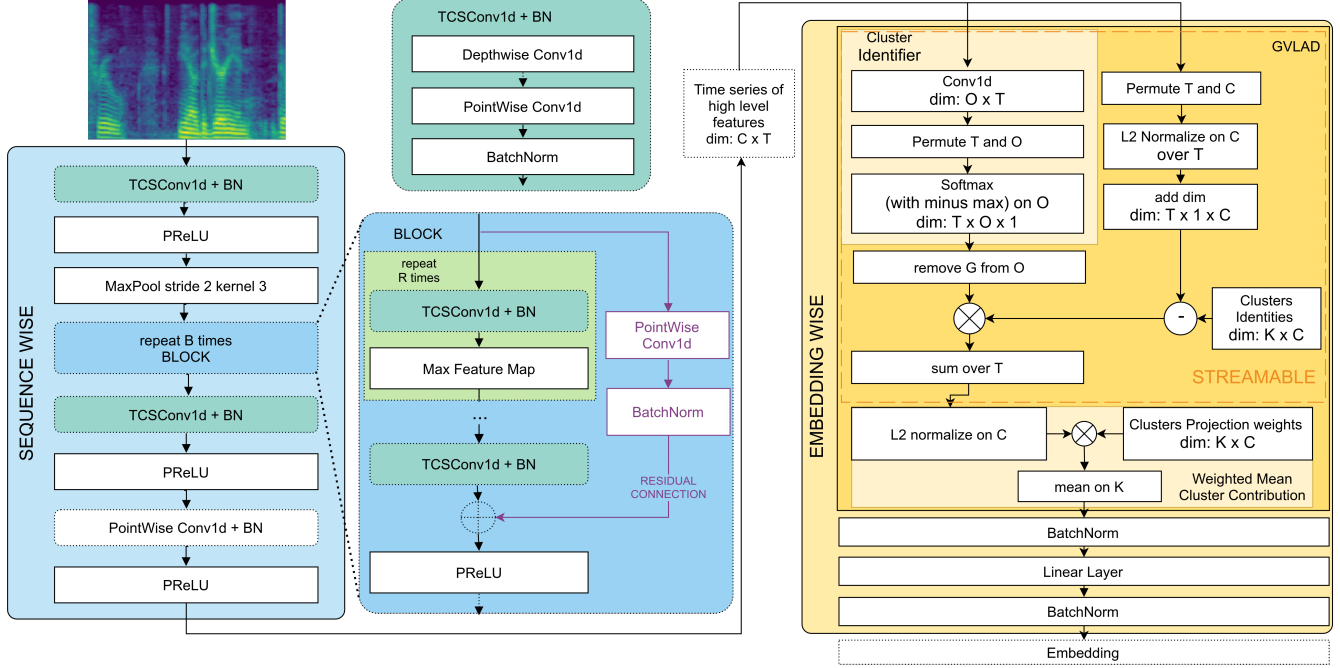 SEQUENCE WISE
TCSConv1d + BN
PReLU
MaxPool stride 2 kernel 3
repeat B times
BLOCK
TCSConv1d + BN
PReLU
PointWise Conv1d + BN
PReLU
TCSConv1d + BN
Depthwise Conv1d
PointWise Conv1d
BatchNorm
BLOCK
repeat
R times
TCSConv1d + BN
Max Feature Map
...
TCSConv1d + BN
PReLU
PointWise
Conv1d
BatchNorm
RESIDUAL
CONNECTION
Time series of
high level
features
dim: C x T
EMBEDDING WISE
GVLAD
Cluster
Identifier
Conv1d
dim: O x T
Permute T and O
Softmax
(with minus max) on O
dim: T x O x 1
remove G from O
Permute T and C
L2 Normalize on C
over T
add dim
dim: T x 1 x C
-
Clusters
Identities
dim: K x C
sum over T
STREAMABLE
L2 normalize on C
Clusters Projection weights
dim: K x C
mean on K
Weighted Mean
Cluster Contribution
BatchNorm
Linear Layer
BatchNorm
Embedding